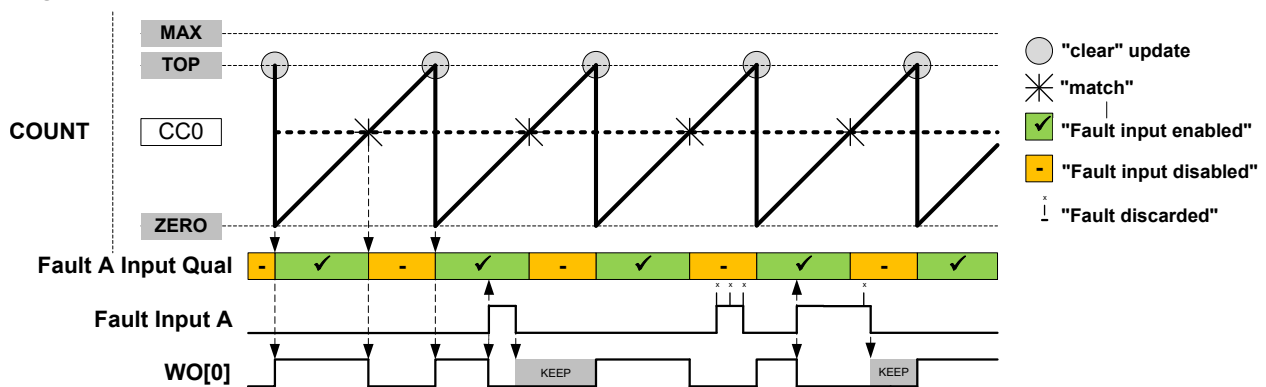 MAX
TOP
COUNT
CC0
ZERO
"clear" update
"match"
"Fault input enabled"
"Fault input disabled"
x
"Fault discarded"
Fault A Input Qual
- ✓ - ✓ - ✓ - ✓ - ✓
x x x x
Fault Input A
WO[0]
KEEP KEEP